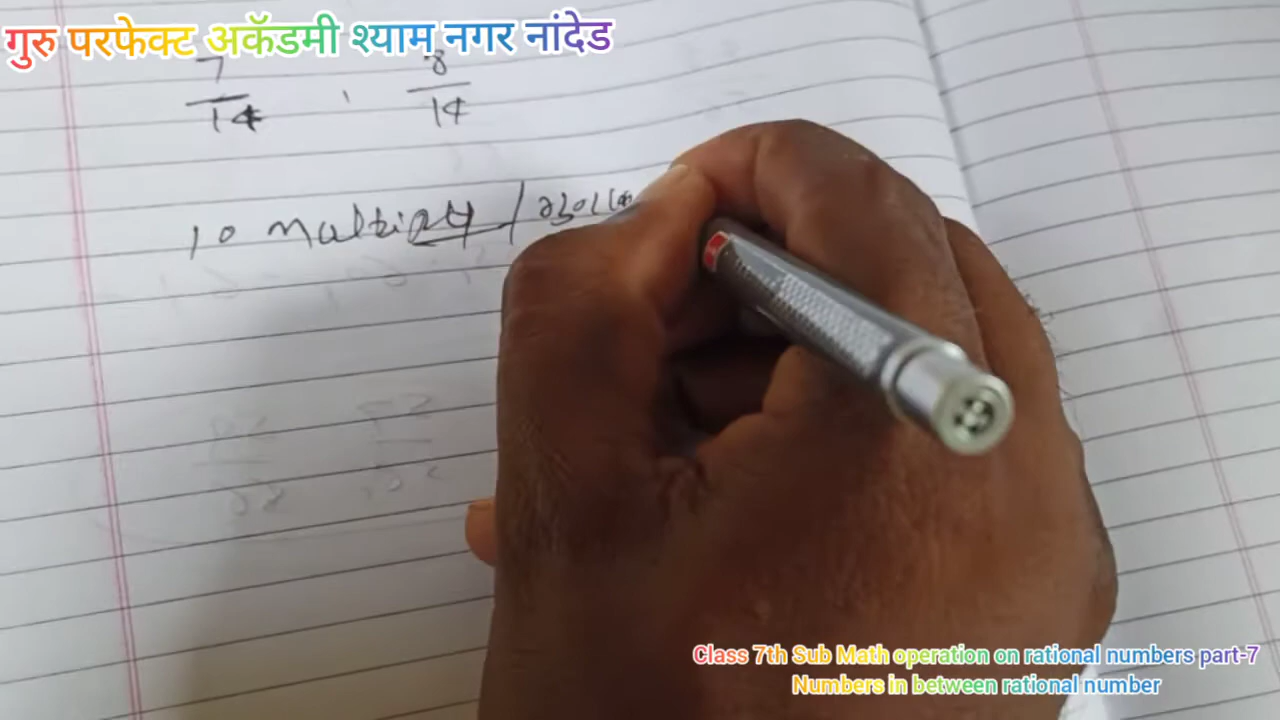 गुरु परफेक्ट अकॅडमी श्याम नगर नांदेड
7/14 , 8/14
10 multiply /
Class 7th Sub Math operation on rational numbers part-7
Numbers in between rational number